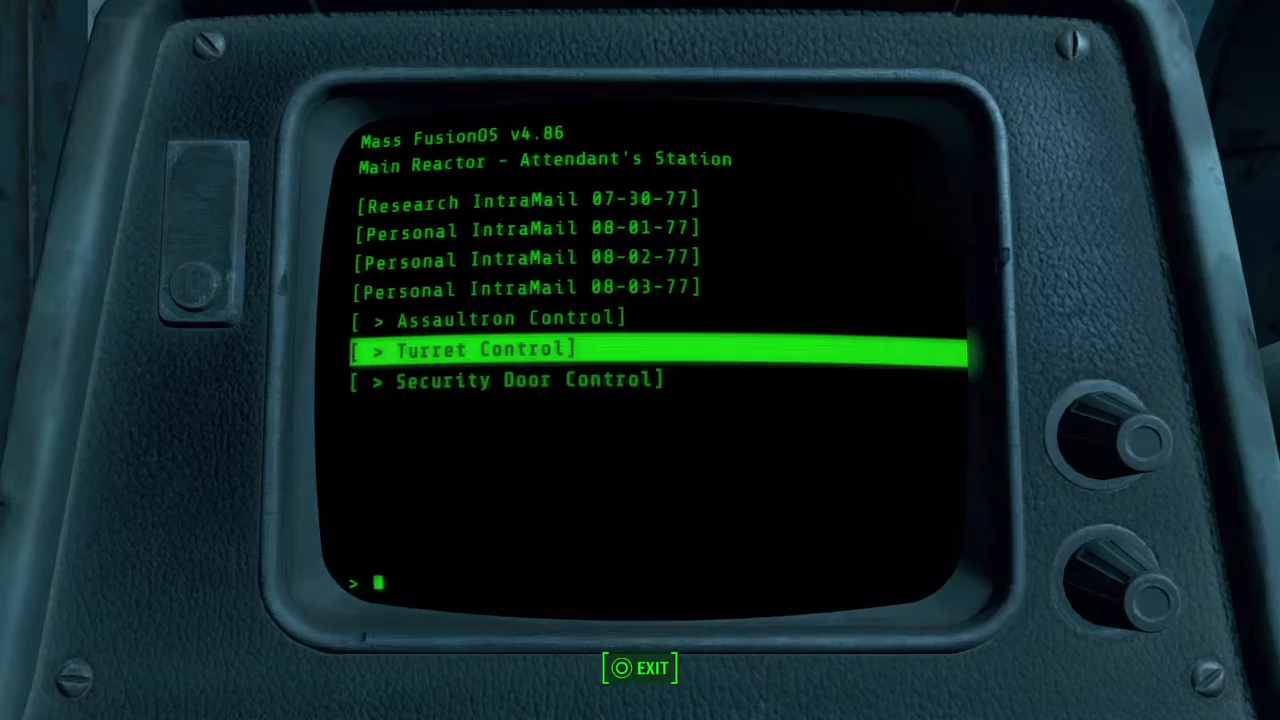 Mass FusionOS v4.86
Main Reactor - Attendant's Station
[Research IntraMail 07-30-77]
[Personal IntraMail 08-01-77]
[Personal IntraMail 08-02-77]
[Personal IntraMail 08-03-77]
[ > Assaultron Control]
[ > Turret Control]
[ > Security Door Control]
>
[EXIT]